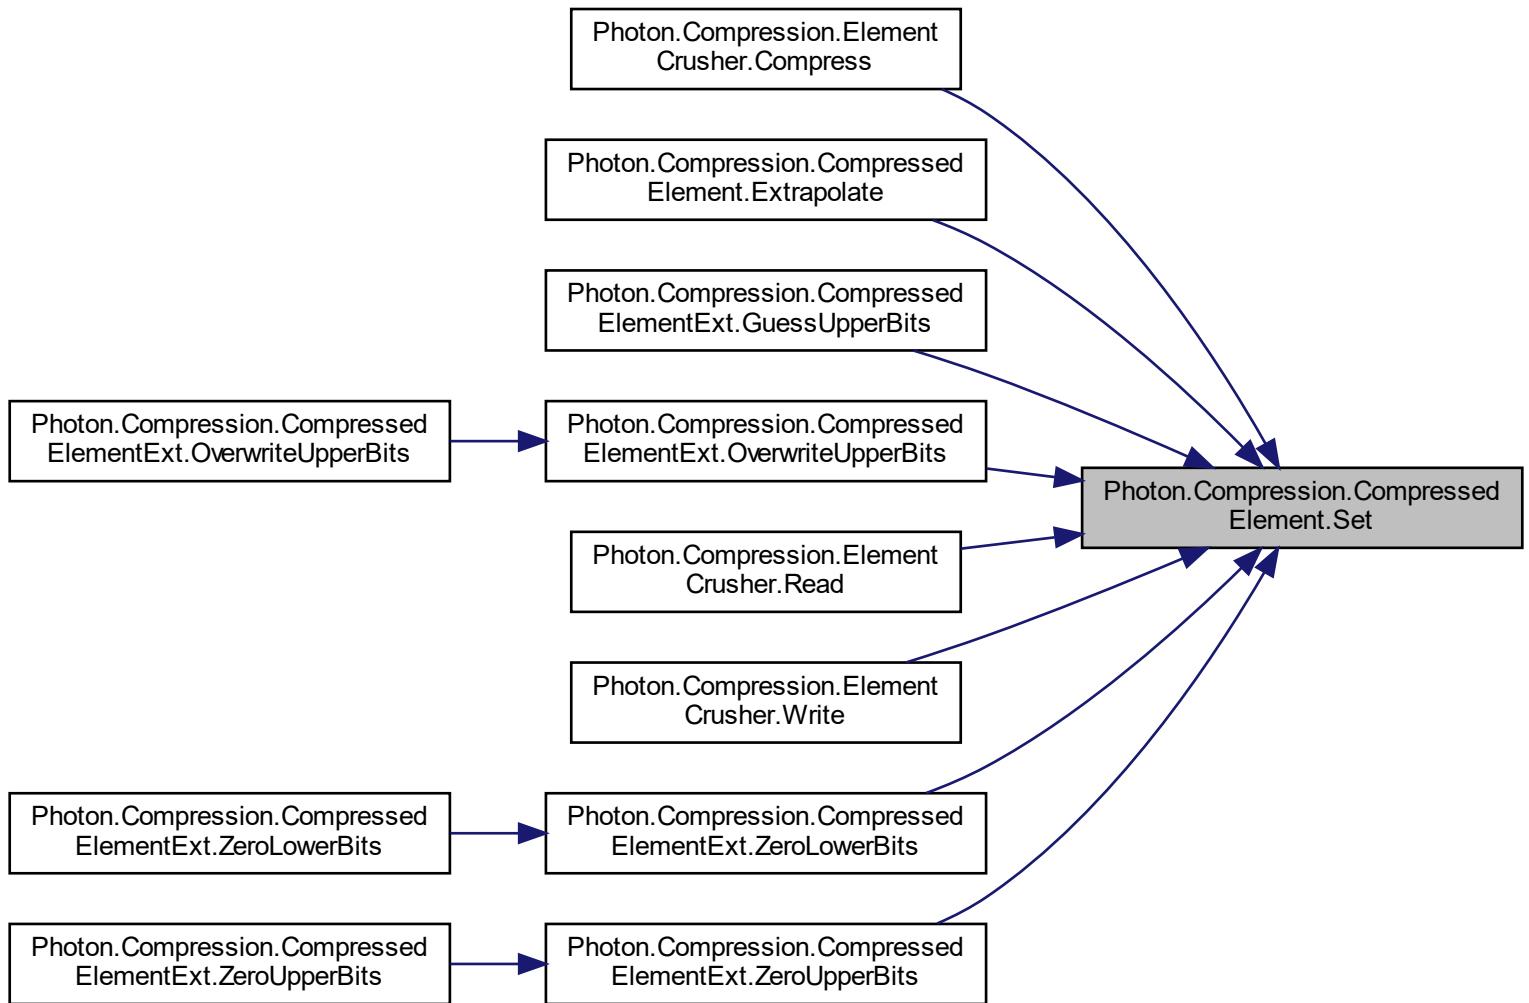 Photon.Compression.Element
Crusher.Compress
Photon.Compression.Compressed
Element.Extrapolate
Photon.Compression.Compressed
ElementExt.GuessUpperBits
Photon.Compression.Compressed
ElementExt.OverwriteUpperBits
Photon.Compression.Compressed
ElementExt.OverwriteUpperBits
Photon.Compression.Compressed
Element.Set
Photon.Compression.Element
Crusher.Read
Photon.Compression.Element
Crusher.Write
Photon.Compression.Compressed
ElementExt.ZeroLowerBits
Photon.Compression.Compressed
ElementExt.ZeroLowerBits
Photon.Compression.Compressed
ElementExt.ZeroUpperBits
Photon.Compression.Compressed
ElementExt.ZeroUpperBits